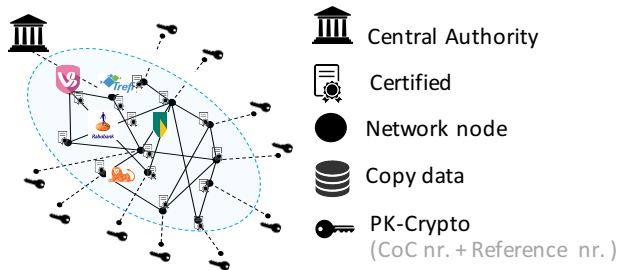 Trefi
Rabobank
Central Authority
Certified
Network node
Copy data
PK-Crypto
(CoC nr. + Reference nr. )